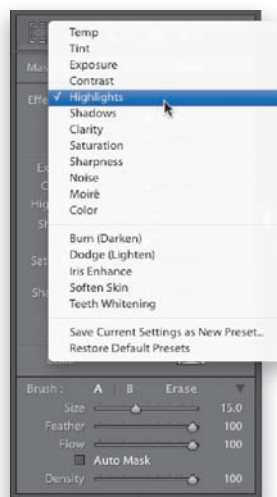 Temp
Tint
Exposure
Contrast
✓ Highlights
Shadows
Clarity
Saturation
Sharpness
Noise
Moirè
Color
Burn (Darken)
Dodge (Lighten)
Iris Enhance
Soften Skin
Teeth Whitening
Save Current Settings as New Preset...
Restore Default Presets
Brush: A B Erase
Size 15.0
Feather 100
Flow 100
Auto Mask
Density 100